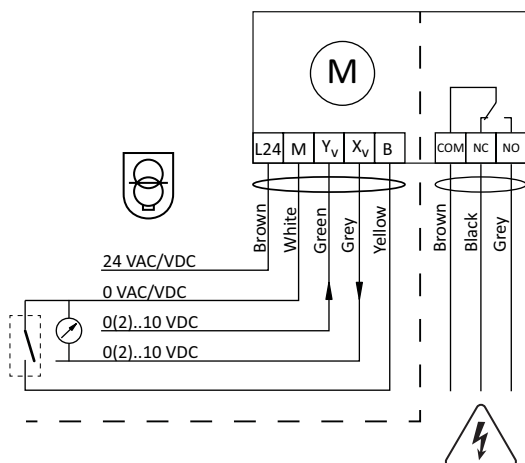 M
L24 M Yv Xv B COM NC NO
Brown White Green Grey Yellow Brown Black Grey
24 VAC/VDC
0 VAC/VDC
0(2)..10 VDC
0(2)..10 VDC